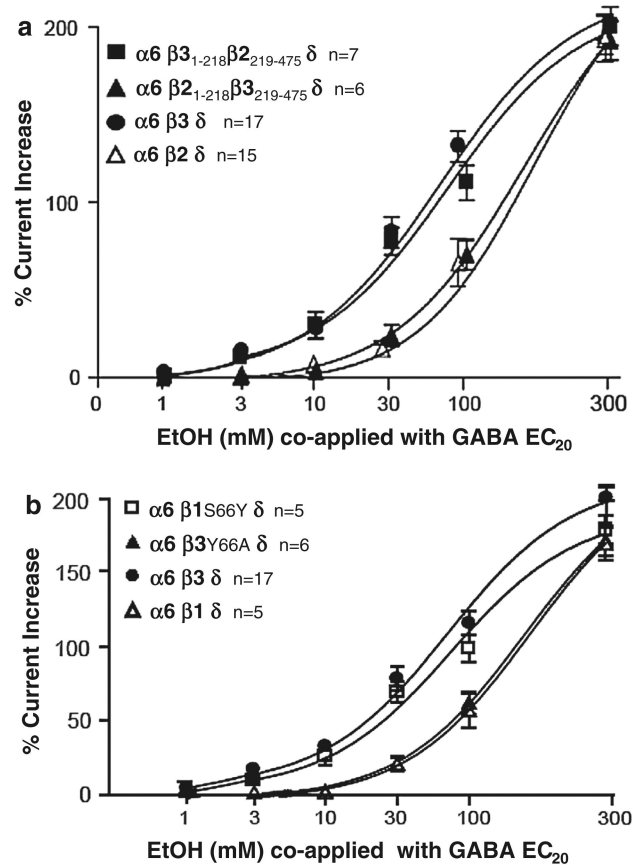 a
α6 β3₁₋₂₁₈β2₂₁₉₋₄₇₅ δ n=7
α6 β2₁₋₂₁₈β3₂₁₉₋₄₇₅ δ n=6
α6 β3 δ n=17
α6 β2 δ n=15
% Current Increase
200
100
0
0 1 3 10 30 100 300
EtOH (mM) co-applied with GABA EC₂₀
b
α6 β1S66Y δ n=5
α6 β3Y66A δ n=6
α6 β3 δ n=17
α6 β1 δ n=5
% Current Increase
200
150
100
50
0
1 3 10 30 100 300
EtOH (mM) co-applied with GABA EC₂₀